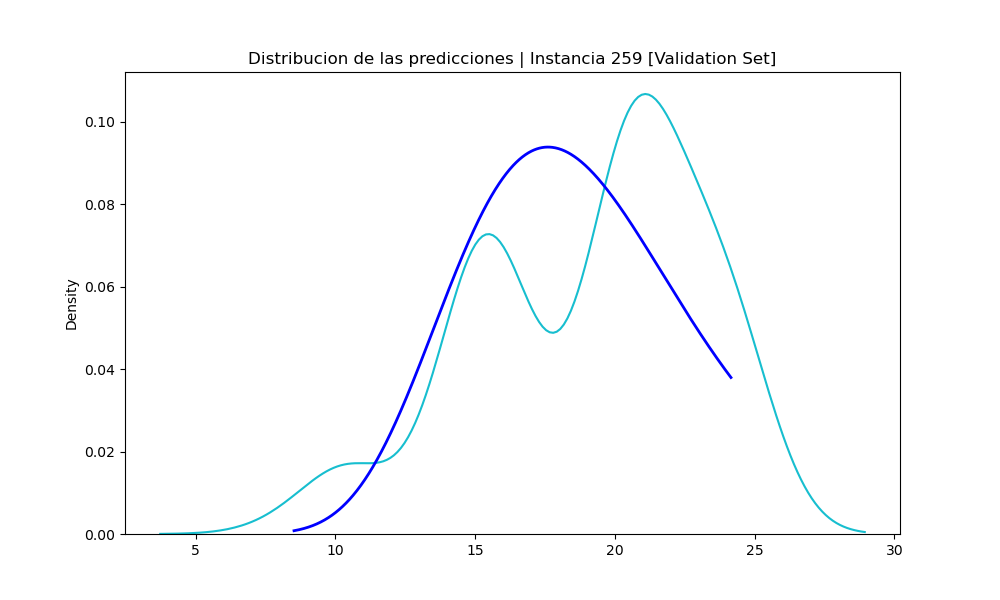 Distribucion de las predicciones | Instancia 259 [Validation Set]
Density
0.10
0.08
0.06
0.04
0.02
0.00
5 10 15 20 25 30